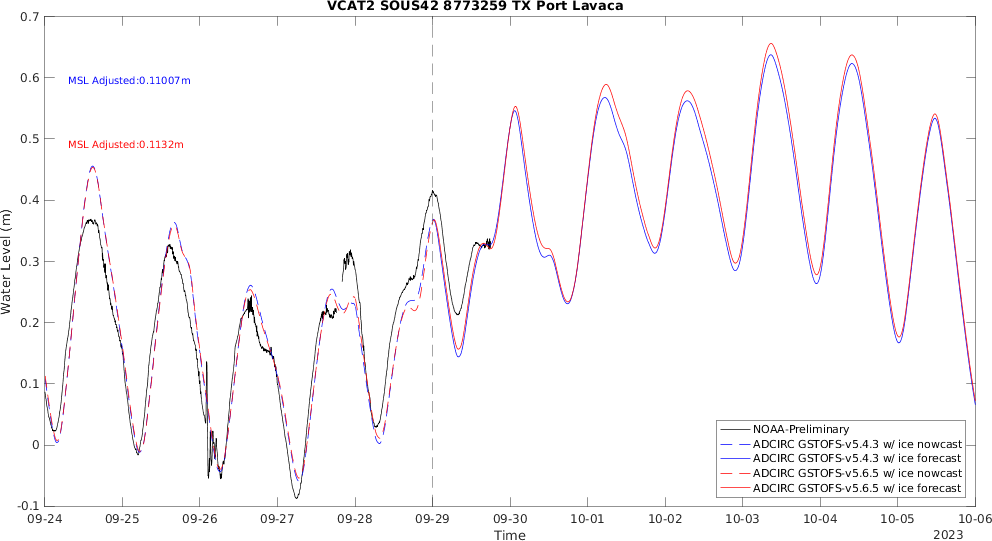 VCAT2 SOUS42 8773259 TX Port Lavaca
0.7
0.6
0.5
0.4
0.3
0.2
0.1
0
-0.1
Water Level (m)
MSL Adjusted:0.11007m
MSL Adjusted:0.1132m
NOAA-Preliminary
ADCIRC GSTOFS-v5.4.3 w/ ice nowcast
ADCIRC GSTOFS-v5.4.3 w/ ice forecast
ADCIRC GSTOFS-v5.6.5 w/ ice nowcast
ADCIRC GSTOFS-v5.6.5 w/ ice forecast
09-24 09-25 09-26 09-27 09-28 09-29 09-30 10-01 10-02 10-03 10-04 10-05 10-06
Time
2023